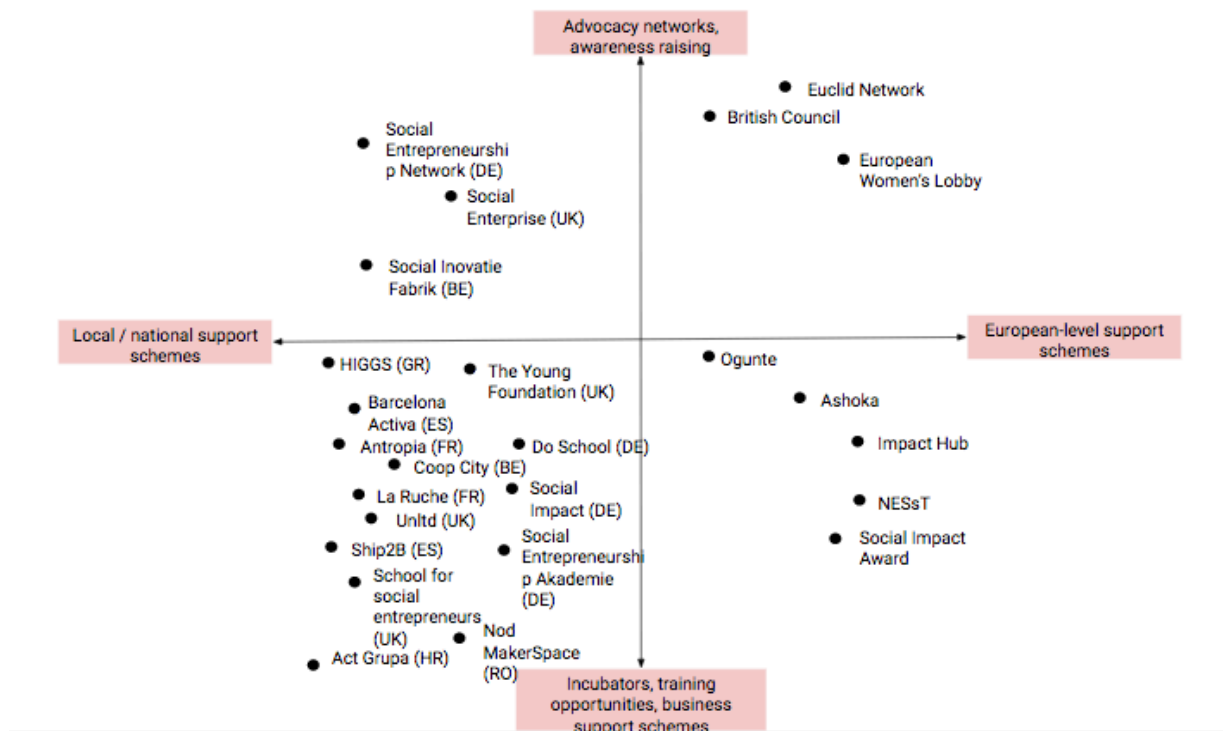 Advocacy networks,
awareness raising
Euclid Network
British Council
Social
Entrepreneurshi
p Network (DE)
European
Women's Lobby
Social
Enterprise (UK)
Social Inovatie
Fabrik (BE)
Local / national support
schemes
European-level support
schemes
HIGGS (GR)
The Young
Foundation (UK)
Ogunte
Barcelona
Activa (ES)
Ashoka
Antropia (FR)
Do School (DE)
Impact Hub
Coop City (BE)
La Ruche (FR)
Social
Impact (DE)
NESsT
Unltd (UK)
Social
Entrepreneurshi
p Akademie
(DE)
Social Impact
Award
Ship2B (ES)
School for
social
entrepreneurs
(UK)
Nod
MakerSpace
(RO)
Act Grupa (HR)
Incubators, training
opportunities, business
support schemes